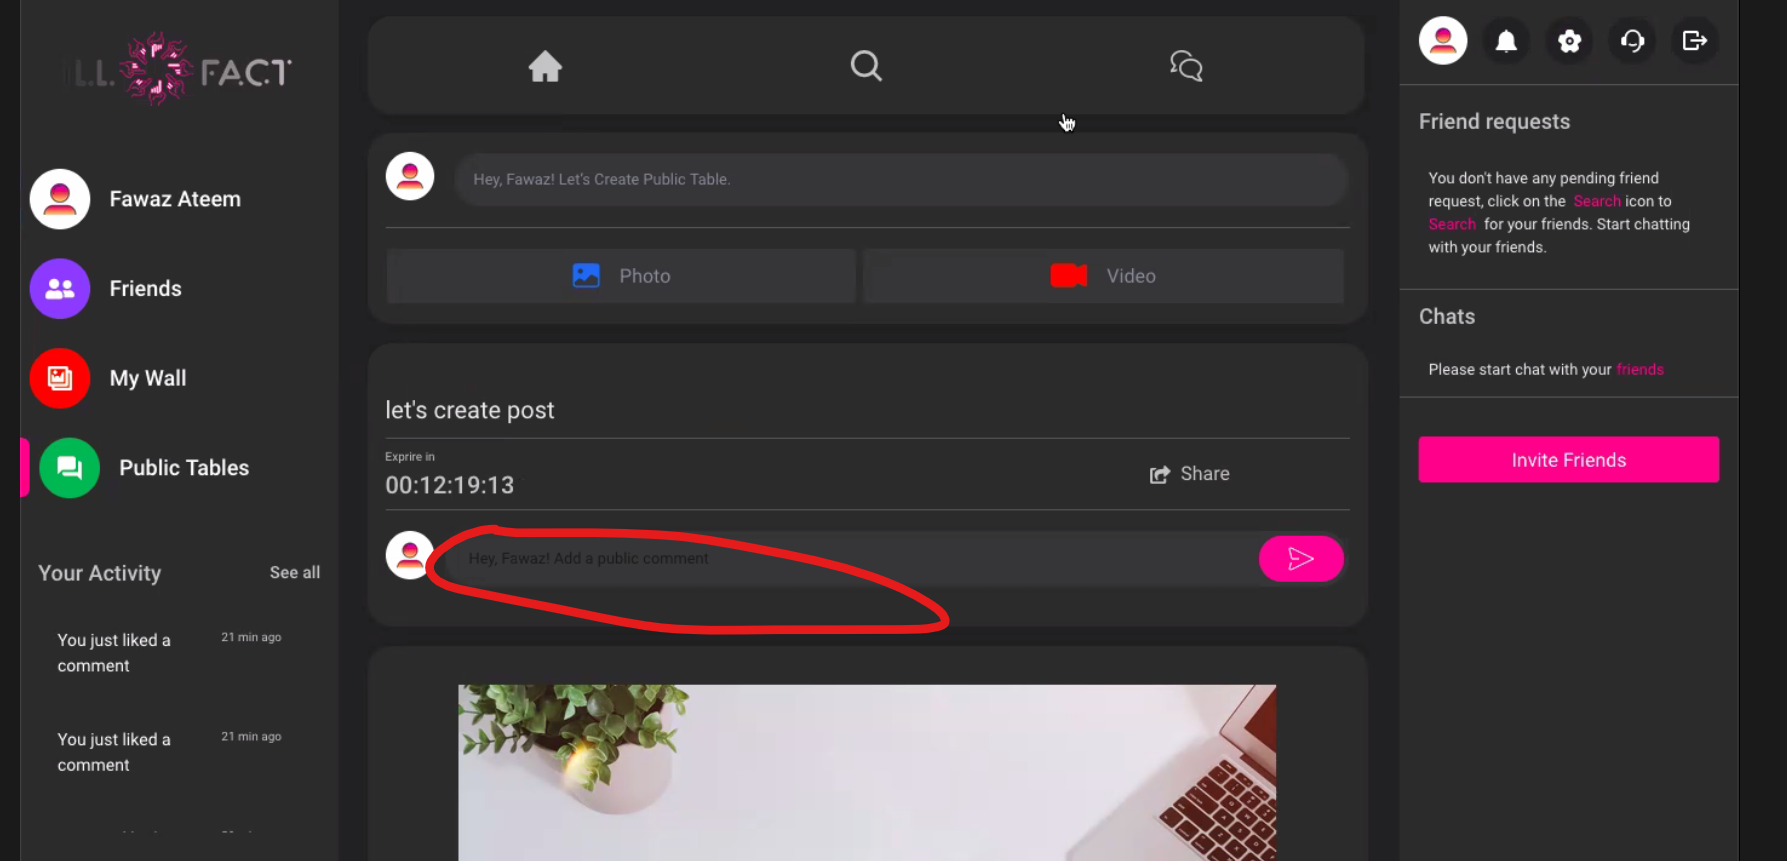 FACT
Fawaz Ateem
Friends
My Wall
Public Tables
Your Activity
See all
You just liked a
comment
21 min ago
You just liked a
comment
21 min ago
Hey, Fawaz! Let's Create Public Table.
Photo
Video
let's create post
Exprire in
00:12:19:13
Share
Hey, Fawaz! Add a public comment
Friend requests
You don't have any pending friend
request, click on the Search icon to
Search for your friends. Start chatting
with your friends.
Chats
Please start chat with your friends
Invite Friends